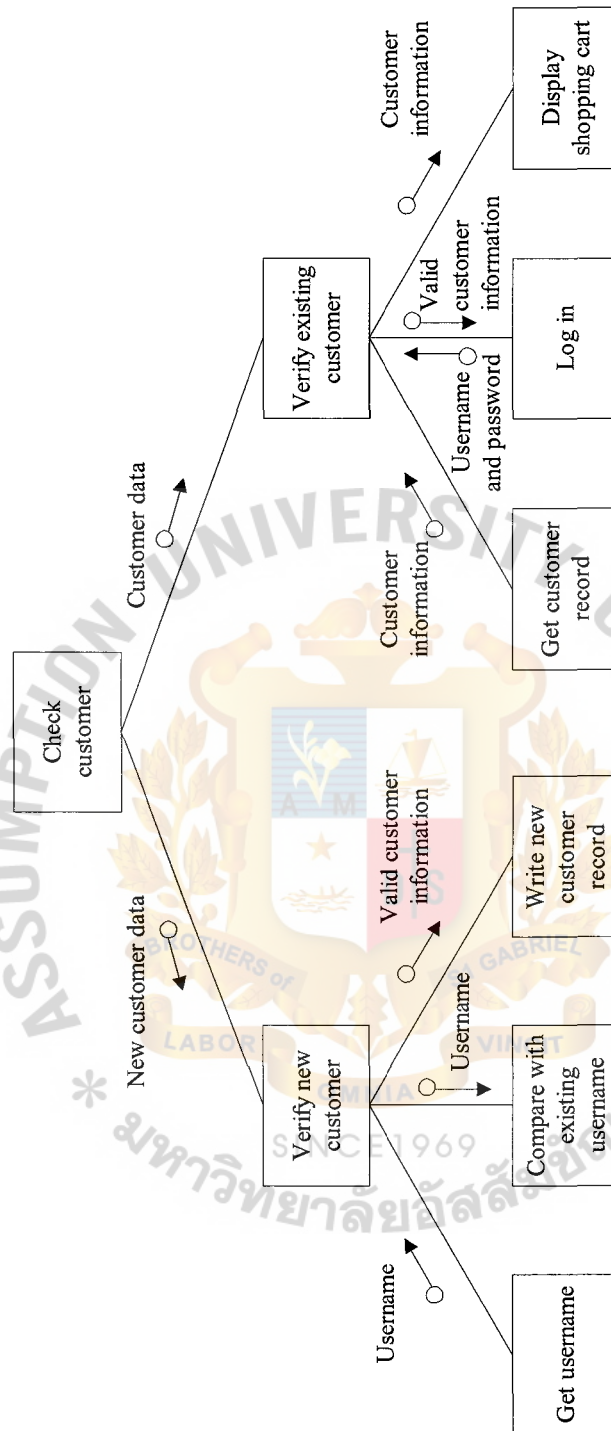 Check
customer
New customer data
Customer data
Verify new
customer
Verify existing
customer
Username
Username
Valid customer
information
Customer
information
Username
and password
Valid
customer
information
Customer
information
Get username
Compare with
existing
username
Write new
customer
record
Get customer
record
Log in
Display
shopping cart
ASSUMPTION UNIVERSITY
BROTHERS of
GABRIEL
LABOR
OMNIA
VINCIT
SINCE 1969